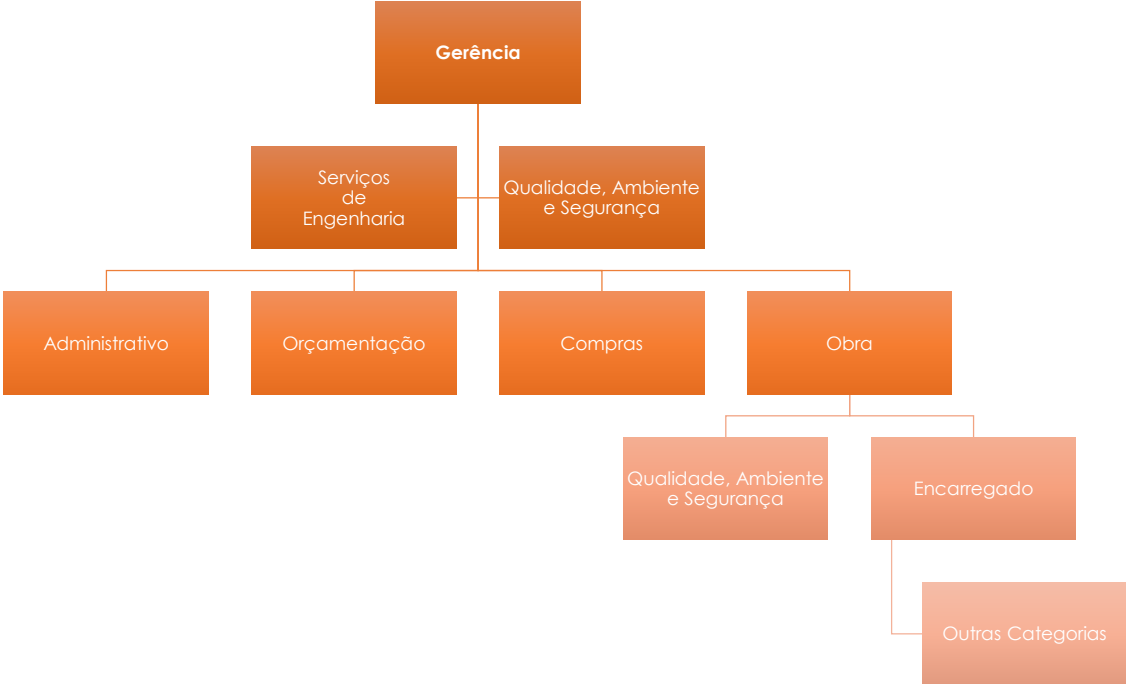 Gerência
Serviços
de
Engenharia
Qualidade, Ambiente
e Segurança
Administrativo
Orçamentação
Compras
Obra
Qualidade, Ambiente
e Segurança
Encarregado
Outras Categorias